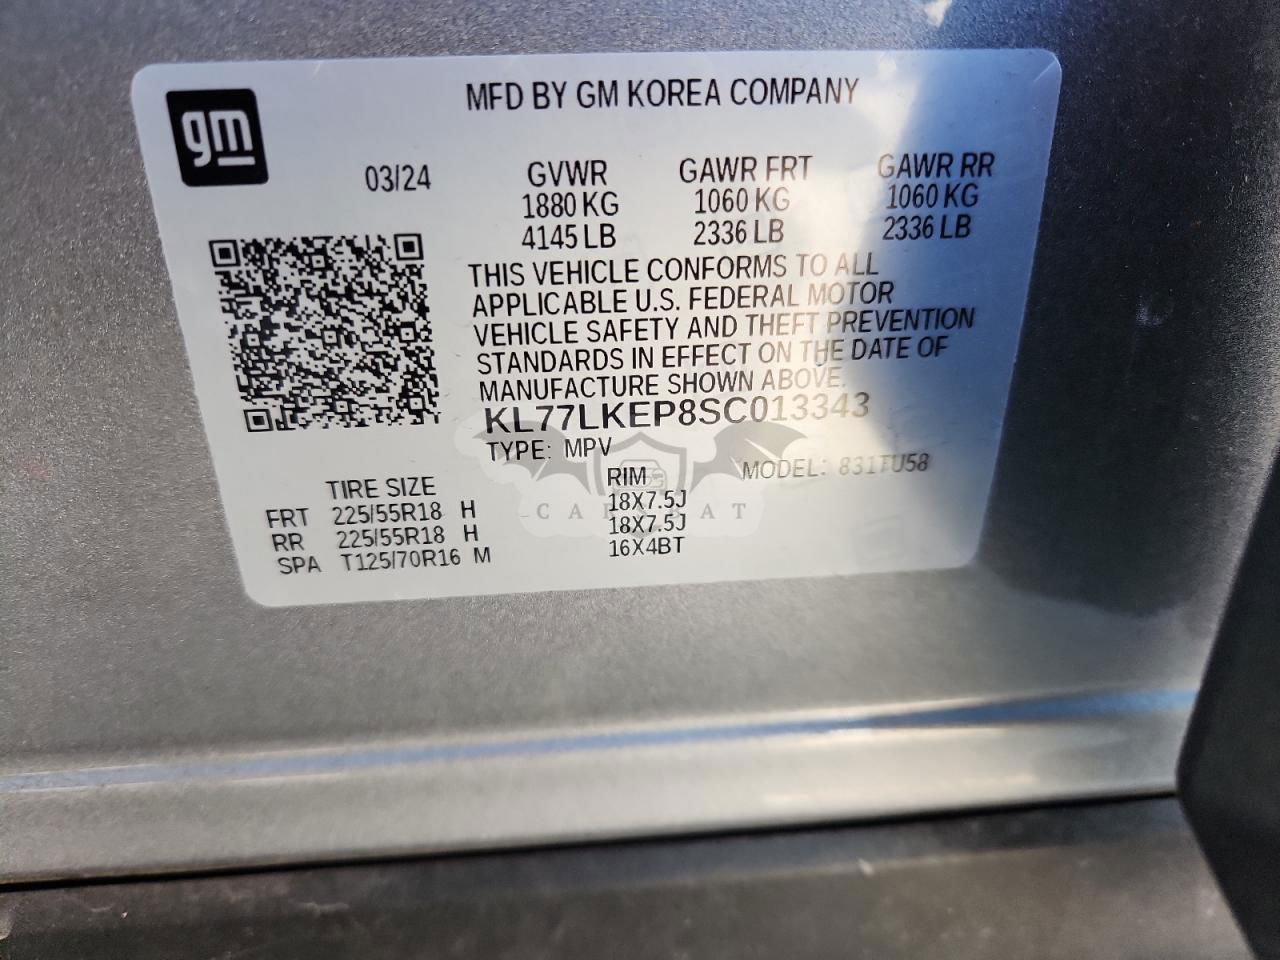 MFD BY GM KOREA COMPANY
gm
03/24
GVWR GAWR FRT GAWR RR
1880 KG 1060 KG 1060 KG
4145 LB 2336 LB 2336 LB
THIS VEHICLE CONFORMS TO ALL
APPLICABLE U.S. FEDERAL MOTOR
VEHICLE SAFETY AND THEFT PREVENTION
STANDARDS IN EFFECT ON THE DATE OF
MANUFACTURE SHOWN ABOVE.
KL77LKEP8SC013343
TYPE: MPV MODEL: 831TU58
TIRE SIZE RIM
FRT 225/55R18 H 18X7.5J
RR 225/55R18 H 18X7.5J
SPA T125/70R16 M 16X4BT
CARSBAT